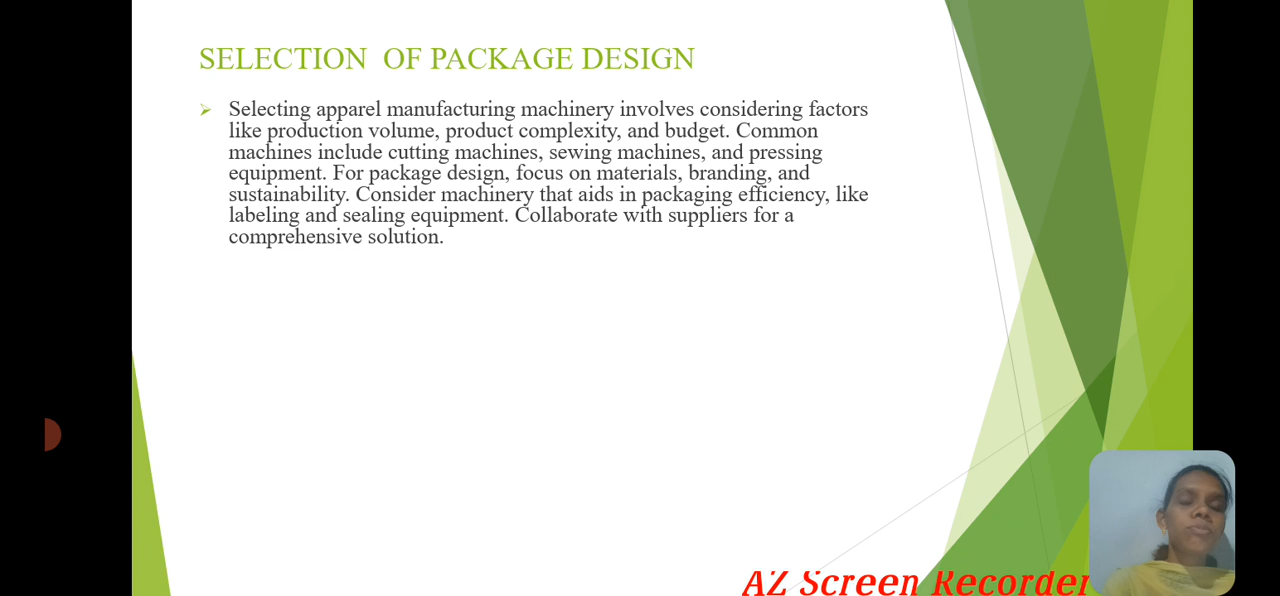 SELECTION OF PACKAGE DESIGN
Selecting apparel manufacturing machinery involves considering factors
like production volume, product complexity, and budget. Common
machines include cutting machines, sewing machines, and pressing
equipment. For package design, focus on materials, branding, and
sustainability. Consider machinery that aids in packaging efficiency, like
labeling and sealing equipment. Collaborate with suppliers for a
comprehensive solution.
AZ Screen Recorder